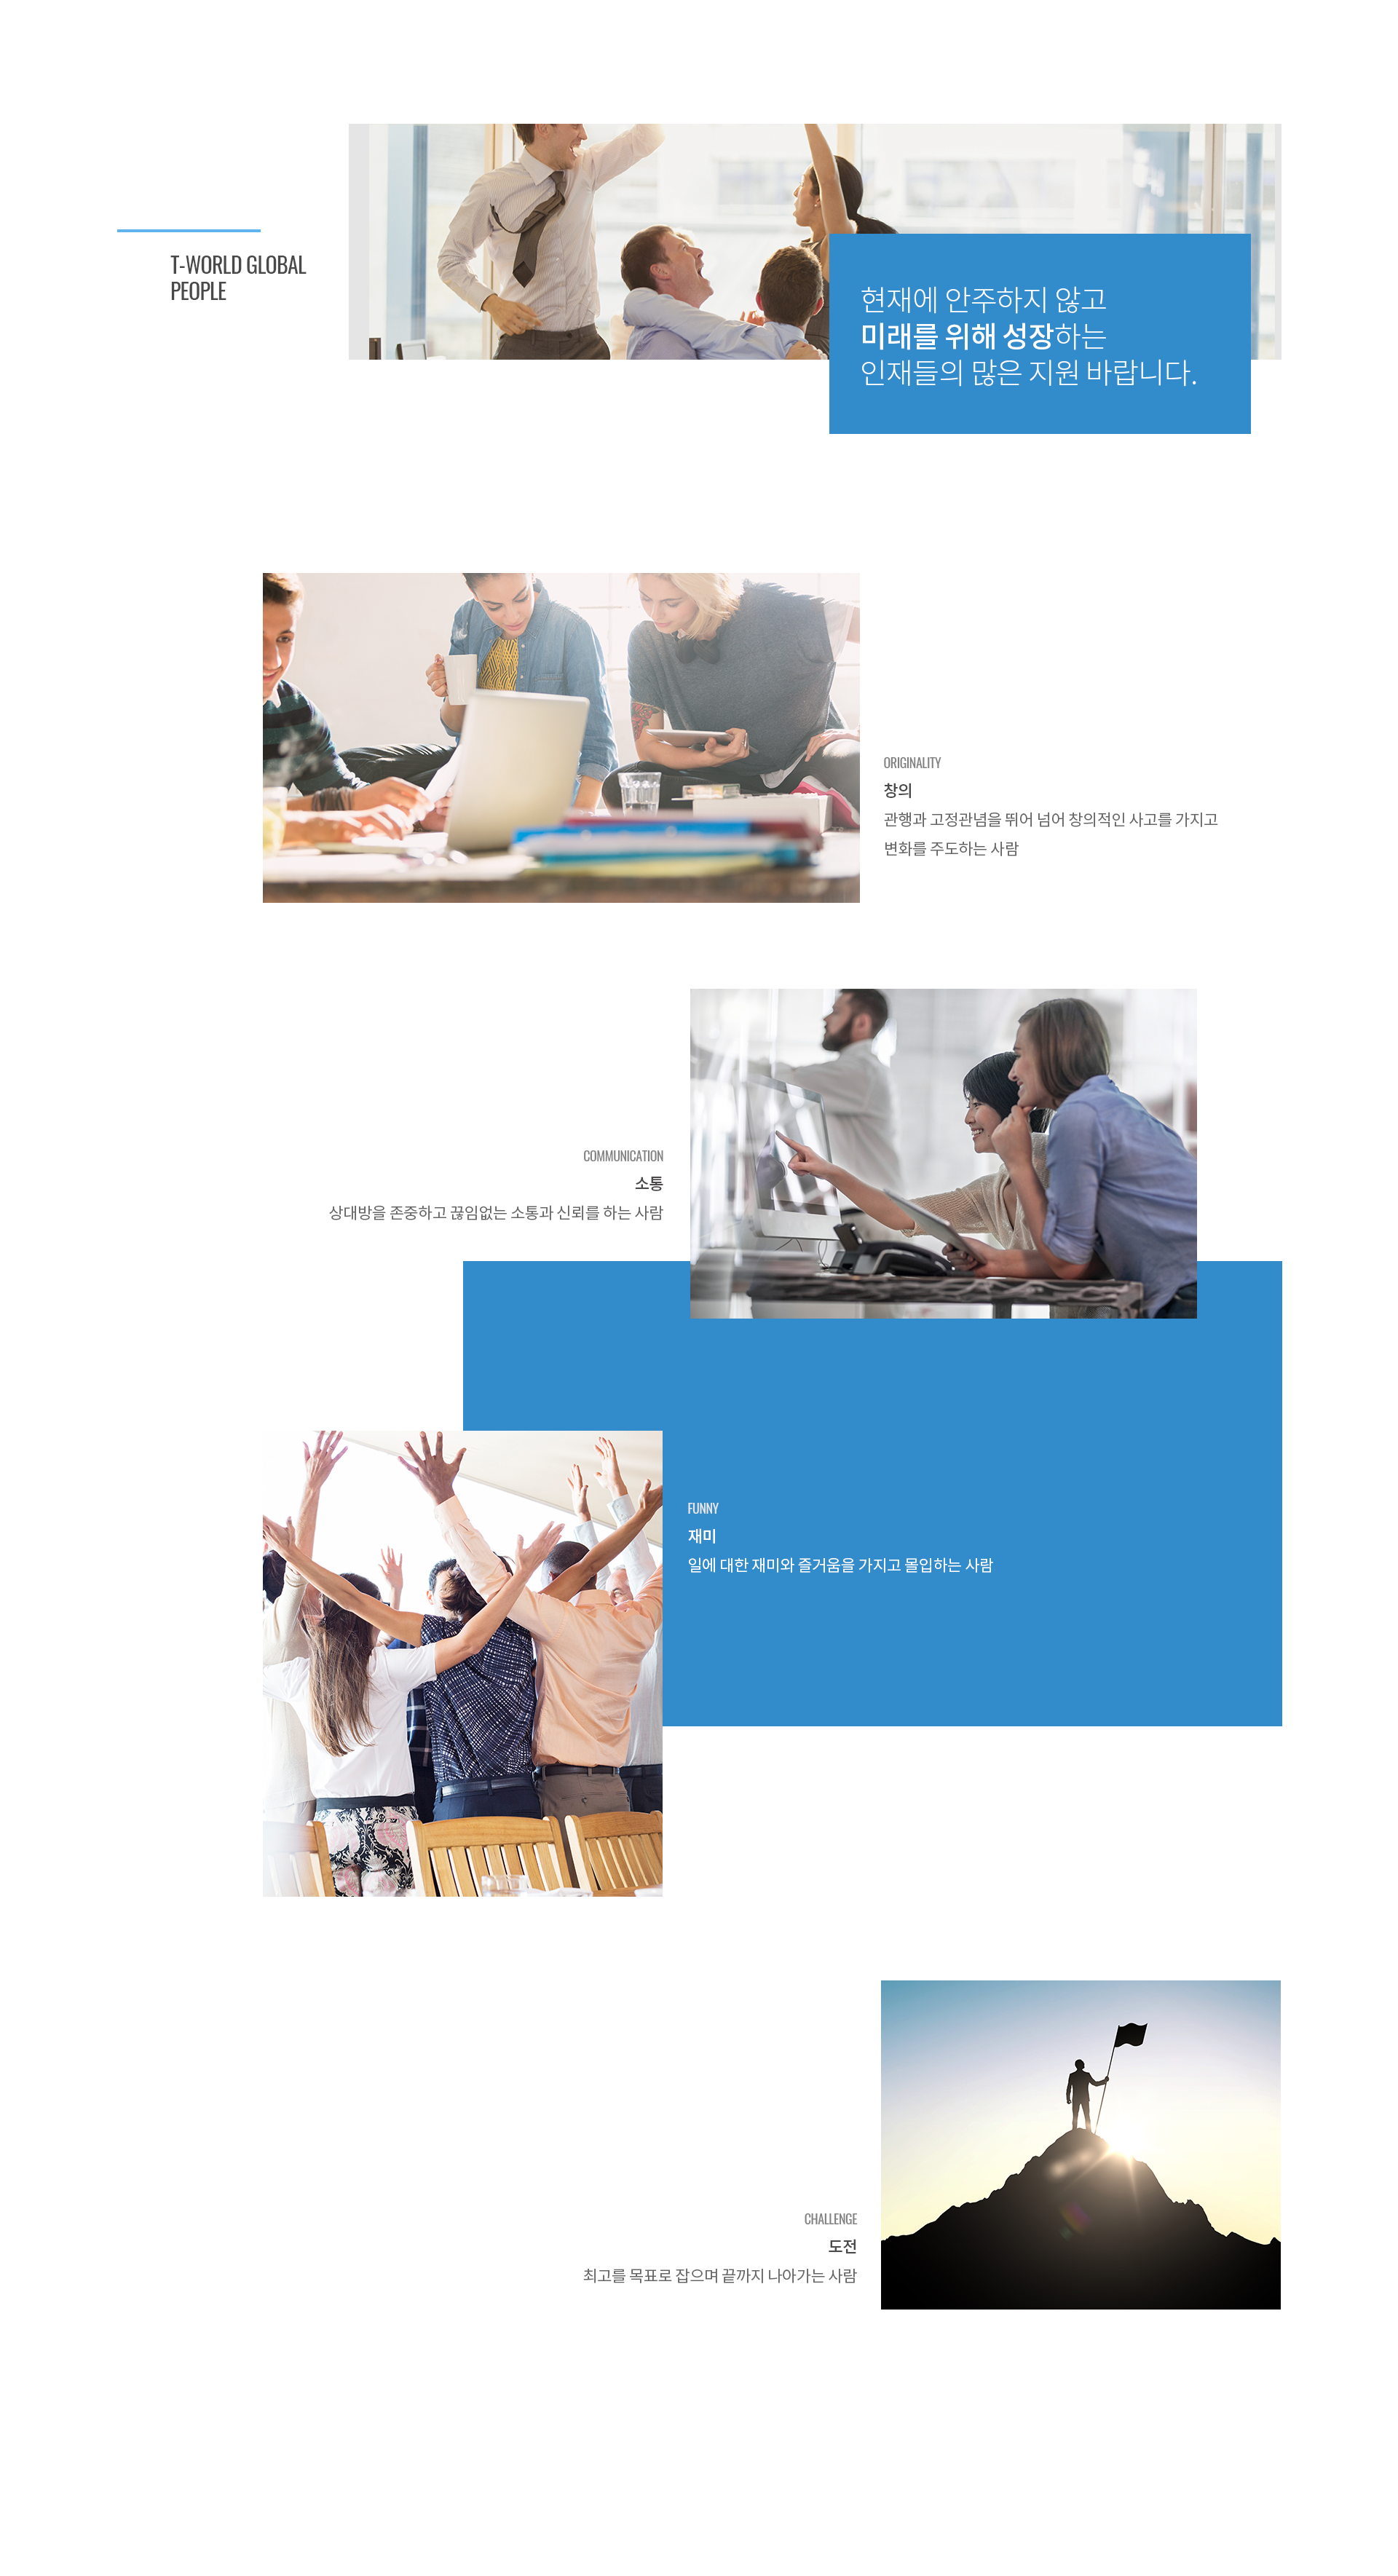 T-WORLD GLOBAL
PEOPLE
현재에 안주하지 않고
미래를 위해 성장하는
인재들의 많은 지원 바랍니다.
ORIGINALITY
창의
관행과 고정관념을 뛰어 넘어 창의적인 사고를 가지고
변화를 주도하는 사람
COMMUNICATION
소통
상대방을 존중하고 끊임없는 소통과 신뢰를 하는 사람
FUNNY
재미
일에 대한 재미와 즐거움을 가지고 몰입하는 사람
CHALLENGE
도전
최고를 목표로 잡으며 끝까지 나아가는 사람